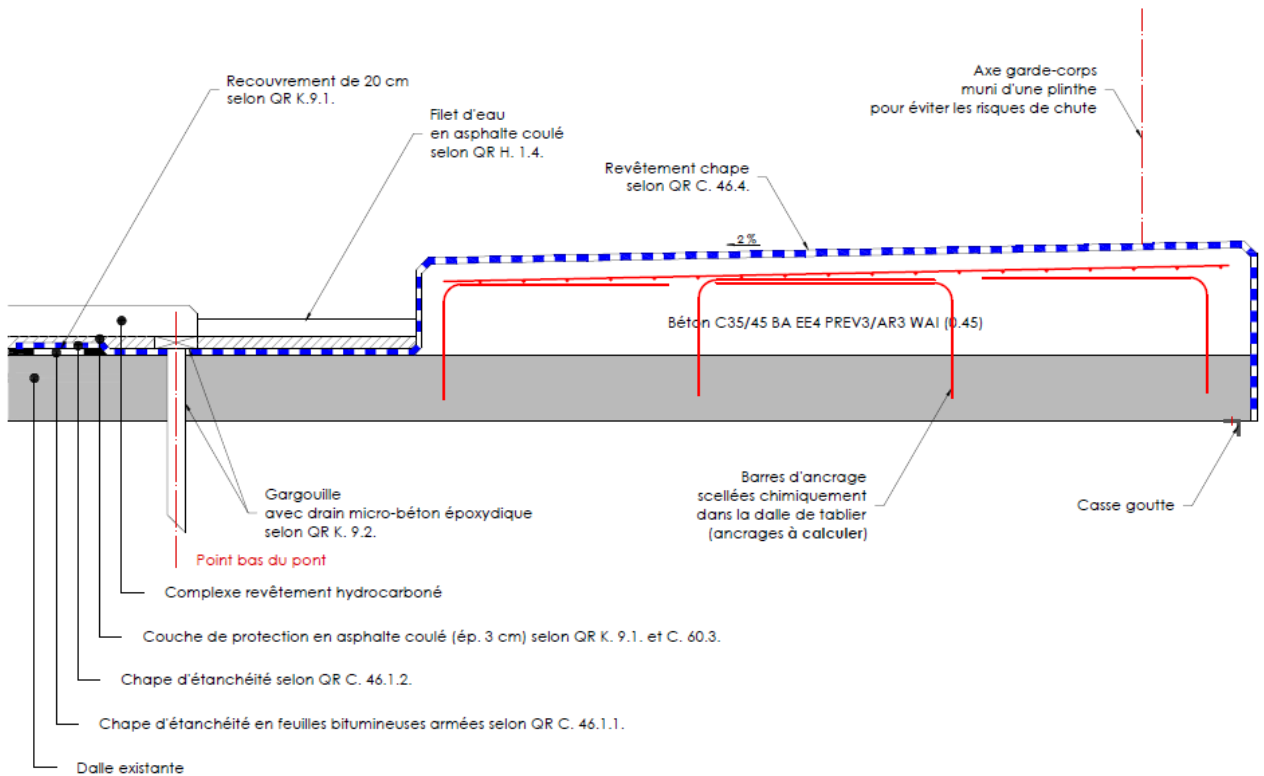 Recouvrement de 20 cm
selon QR K.9.1.
Filet d'eau
en asphalte coulé
selon QR H. 1.4.
Revêtement chape
selon QR C. 46.4.
Axe garde-corps
muni d'une plinthe
pour éviter les risques de chute
2%
Béton C35/45 BA EE4 PREV3/AR3 WAI (0.45)
Gargouille
avec drain micro-béton époxydique
selon QR K. 9.2.
Point bas du pont
Barres d'ancrage
scellées chimiquement
dans la dalle de tablier
(ancrages à calculer)
Casse goutte
Complexe revêtement hydrocarboné
Couche de protection en asphalte coulé (ép. 3 cm) selon QR K. 9.1. et C. 60.3.
Chape d'étanchéité selon QR C. 46.1.2.
Chape d'étanchéité en feuilles bitumineuses armées selon QR C. 46.1.1.
Dalle existante